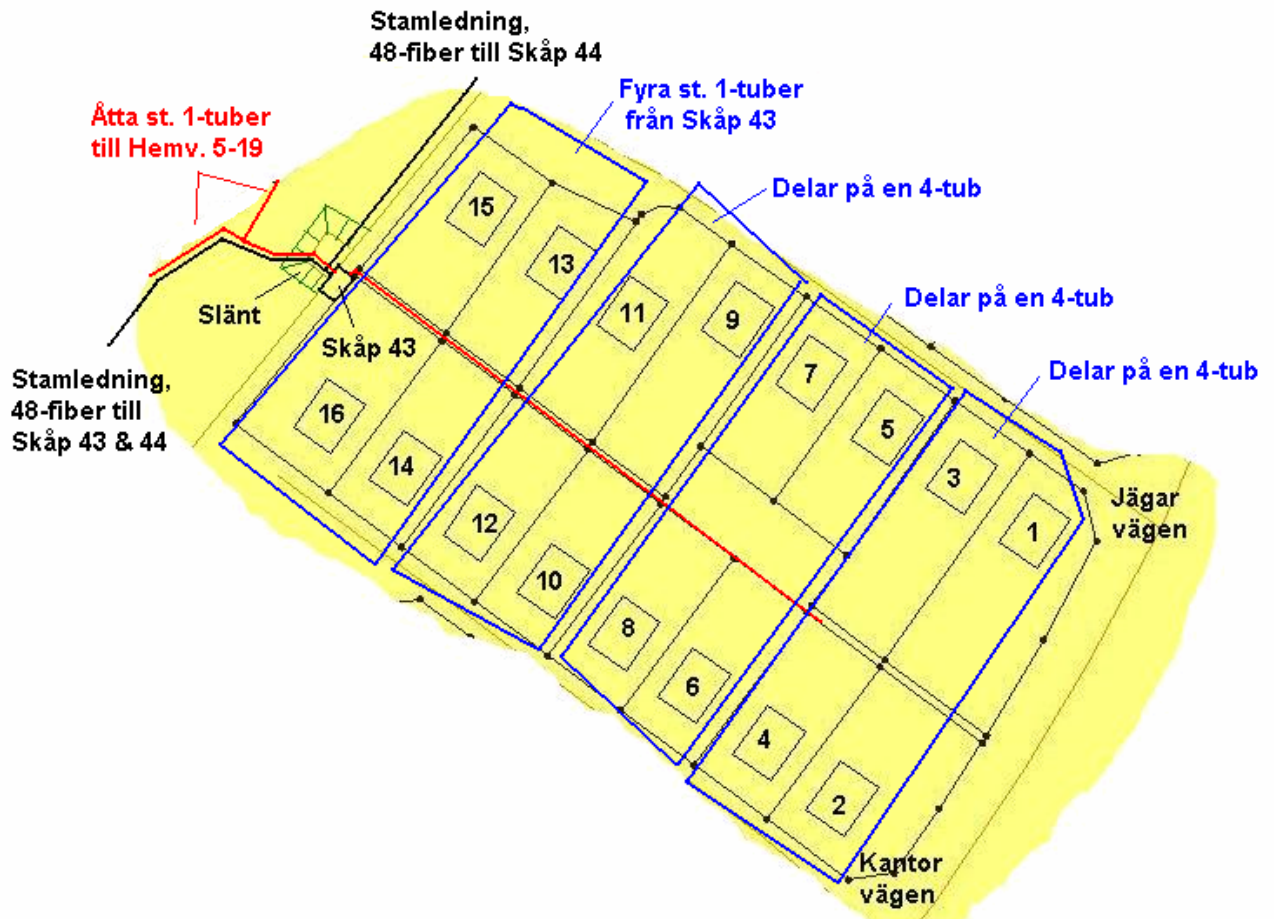 Stamledning,
48-fiber till Skåp 44
Fyra st. 1-tuber
från Skåp 43
Åtta st. 1-tuber
till Hemv. 5-19
Delar på en 4-tub
Delar på en 4-tub
Delar på en 4-tub
Slänt
Skåp 43
Stamledning,
48-fiber till
Skåp 43 & 44
15
13
11
9
7
5
3
1
16
14
12
10
8
6
4
2
Jägar
vägen
Kantor
vägen